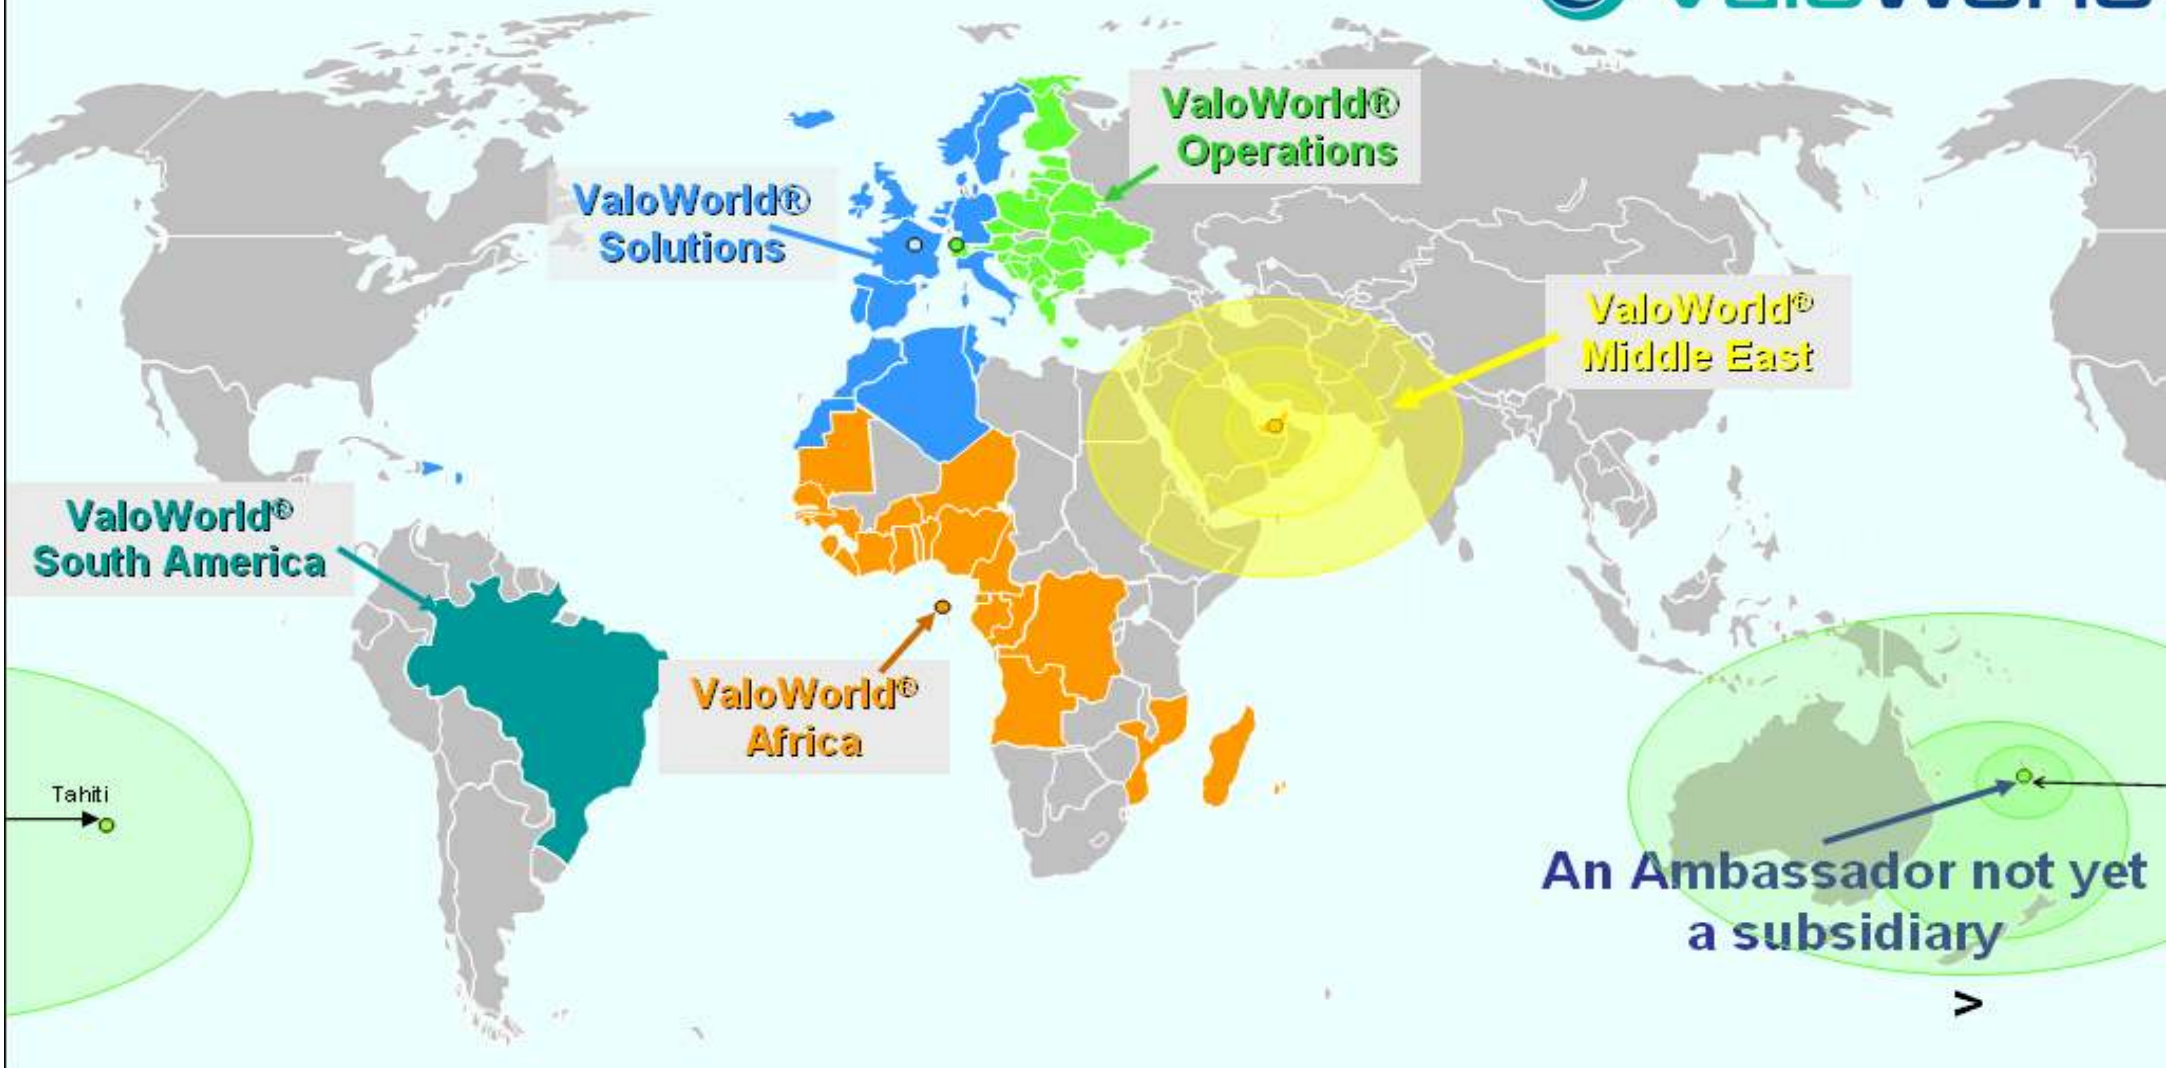 ValoWorld®
Operations
ValoWorld®
Solutions
ValoWorld®
Middle East
ValoWorld®
South America
ValoWorld®
Africa
Tahiti
An Ambassador not yet
a subsidiary
>